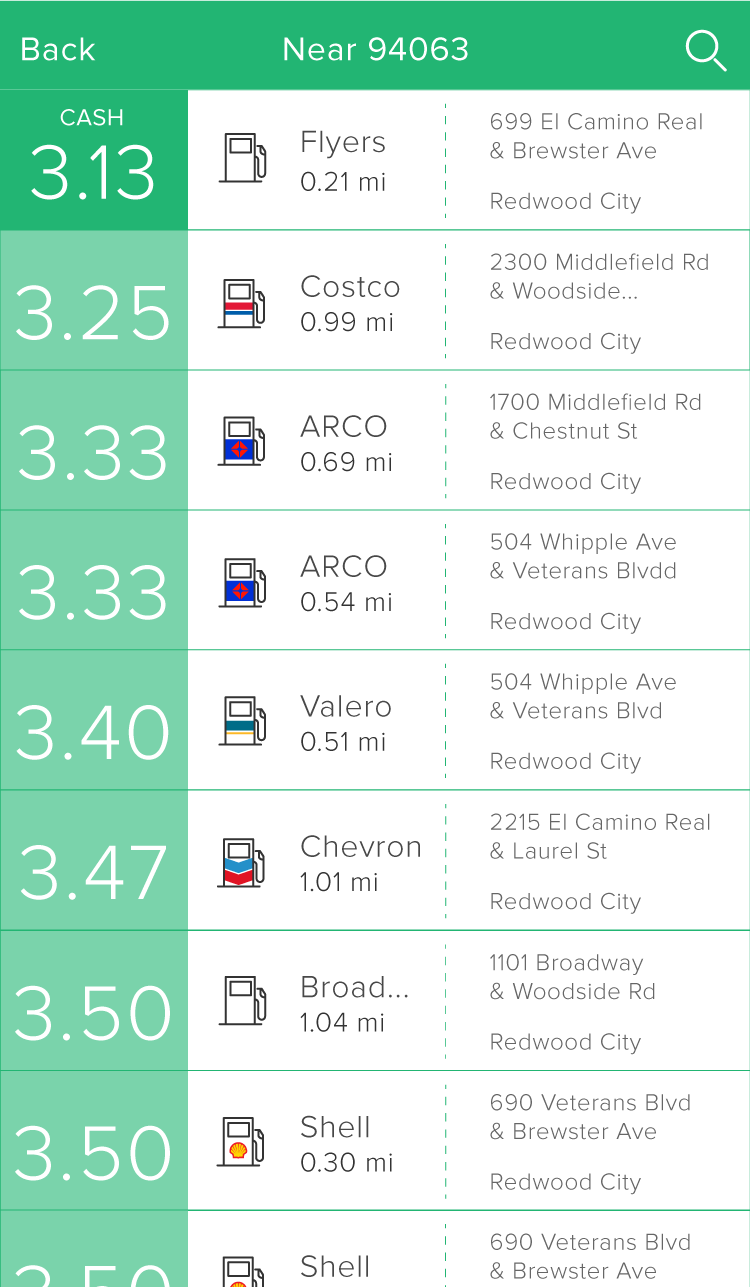 Back
Near 94063
CASH
3.13
Flyers
0.21 mi
699 El Camino Real
& Brewster Ave
Redwood City
3.25
Costco
0.99 mi
2300 Middlefield Rd
& Woodside...
Redwood City
3.33
ARCO
0.69 mi
1700 Middlefield Rd
& Chestnut St
Redwood City
3.33
ARCO
0.54 mi
504 Whipple Ave
& Veterans Blvdd
Redwood City
3.40
Valero
0.51 mi
504 Whipple Ave
& Veterans Blvd
Redwood City
3.47
Chevron
1.01 mi
2215 El Camino Real
& Laurel St
Redwood City
3.50
Broad...
1.04 mi
1101 Broadway
& Woodside Rd
Redwood City
3.50
Shell
0.30 mi
690 Veterans Blvd
& Brewster Ave
Redwood City
3.50
Shell
690 Veterans Blvd
& Brewster Ave